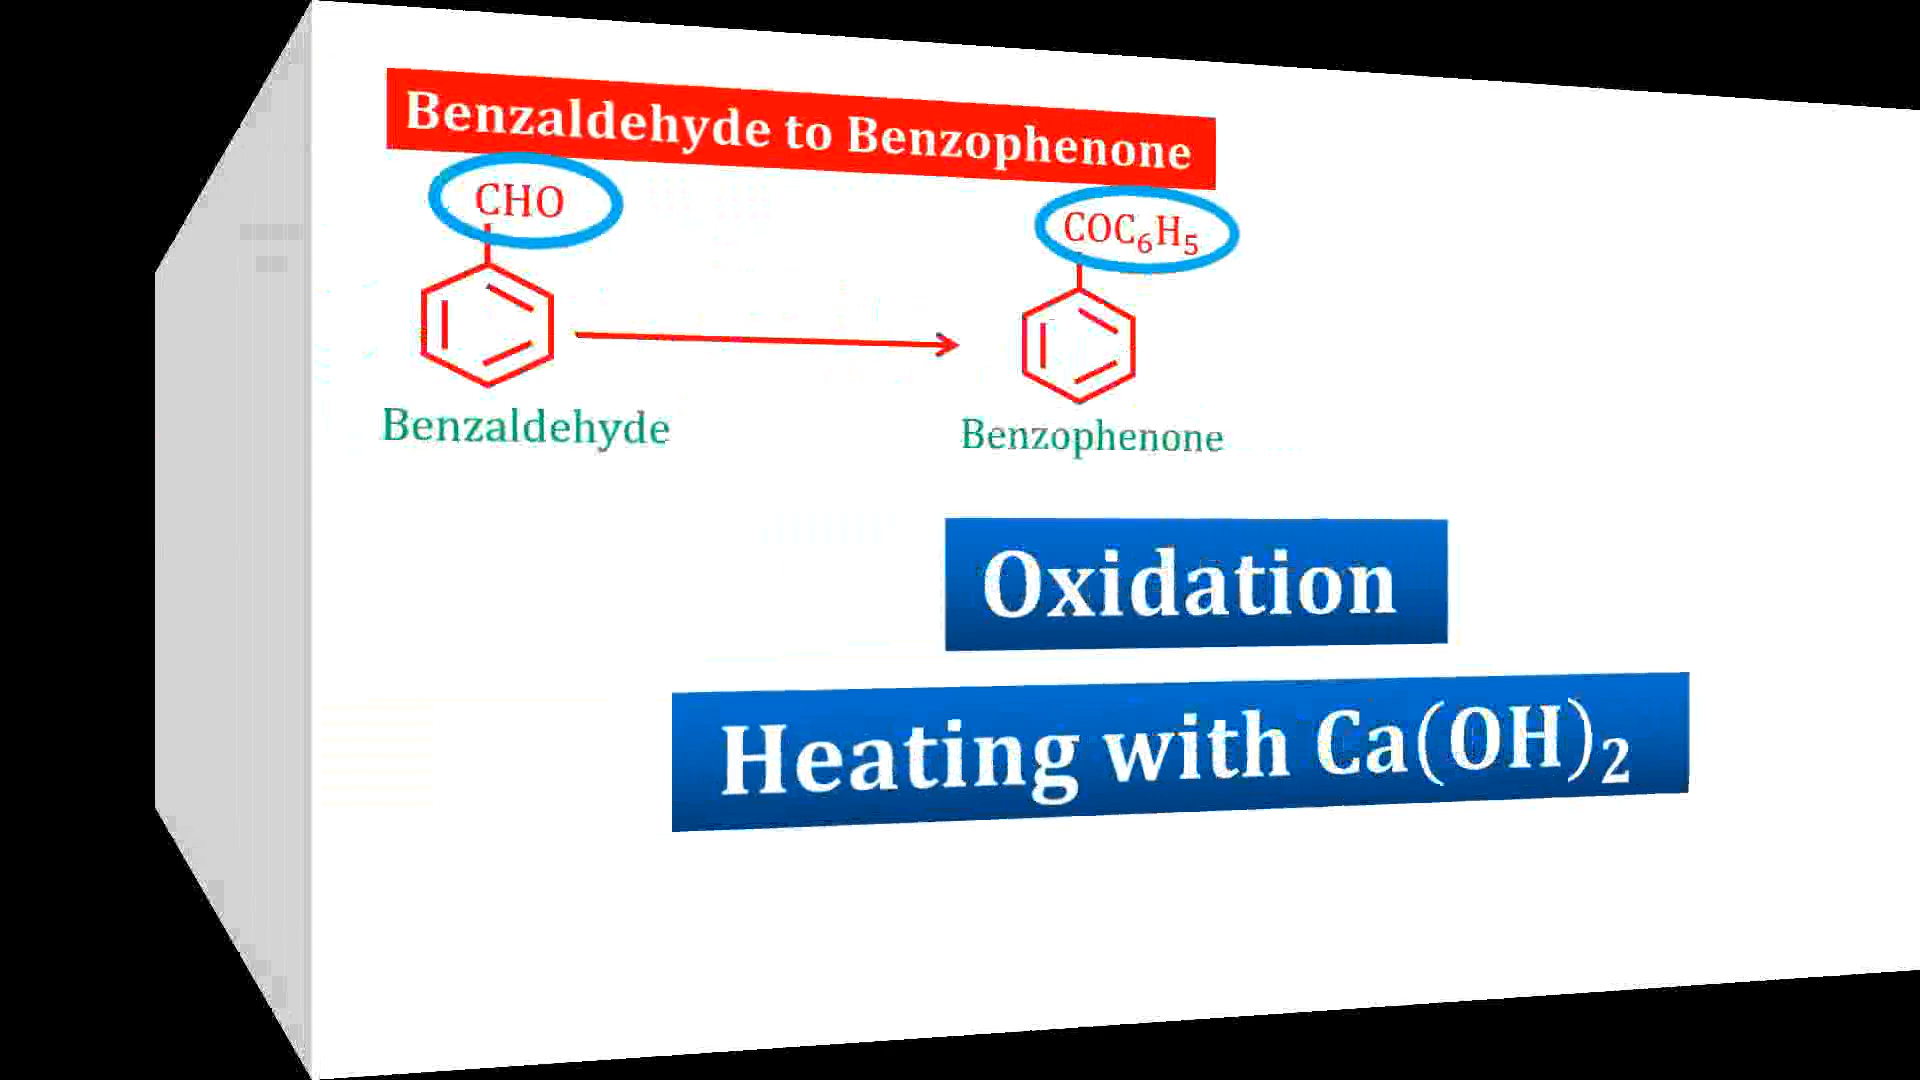 Benzaldehyde to Benzophenone
CHO
COC₆H₅
Benzaldehyde
Benzophenone
Oxidation
Heating with Ca(OH)₂